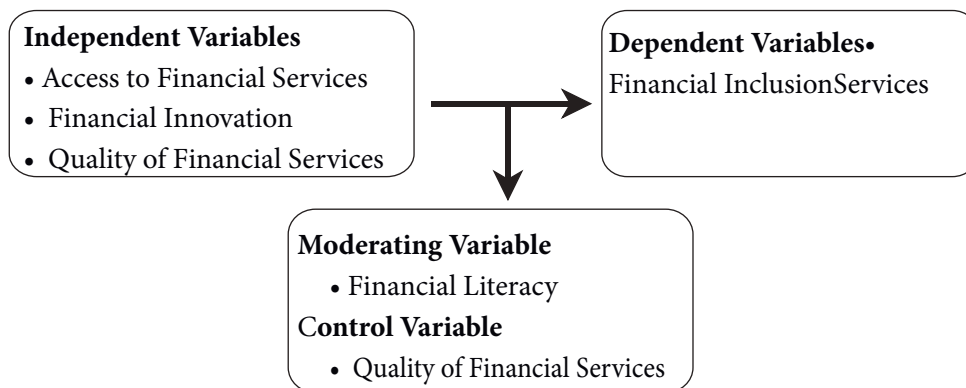 Independent Variables
• Access to Financial Services
• Financial Innovation
• Quality of Financial Services
Dependent Variables•
Financial InclusionServices
Moderating Variable
• Financial Literacy
Control Variable
• Quality of Financial Services